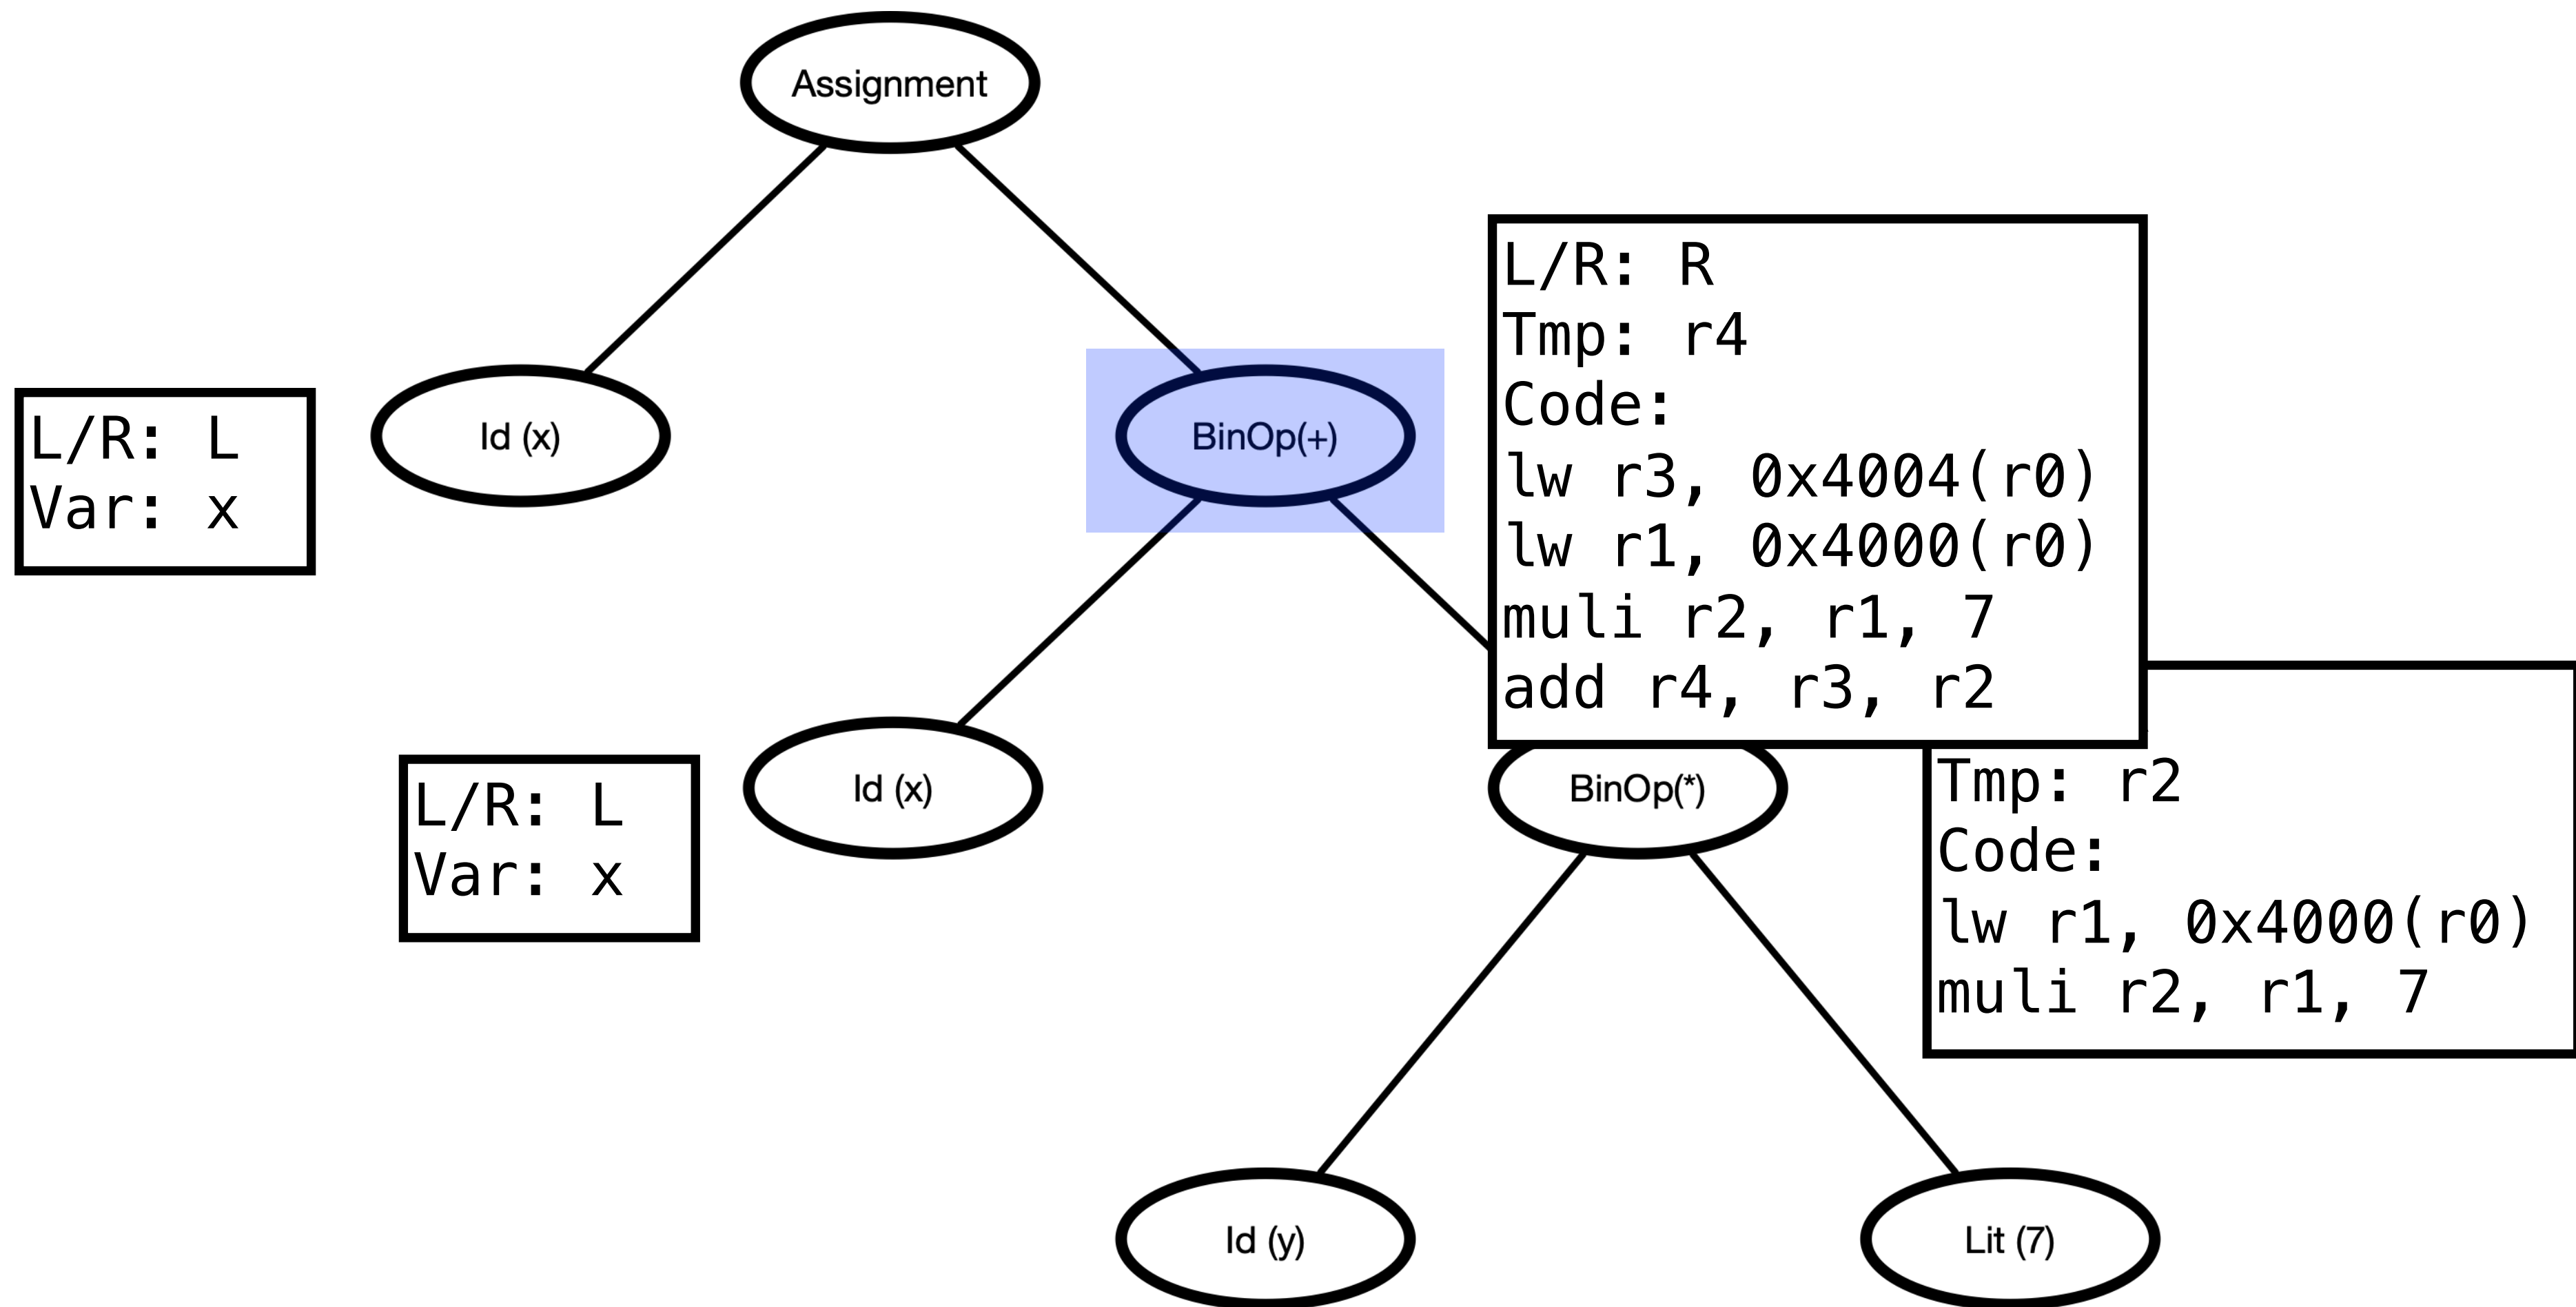 Assignment
L/R: R
Tmp: r4
Code:
lw r3, 0x4004(r0)
lw r1, 0x4000(r0)
muli r2, r1, 7
add r4, r3, r2
L/R: L
Var: x
Id (x)
BinOp(+)
L/R: L
Var: x
Id (x)
BinOp(*)
Tmp: r2
Code:
lw r1, 0x4000(r0)
muli r2, r1, 7
Id (y)
Lit (7)